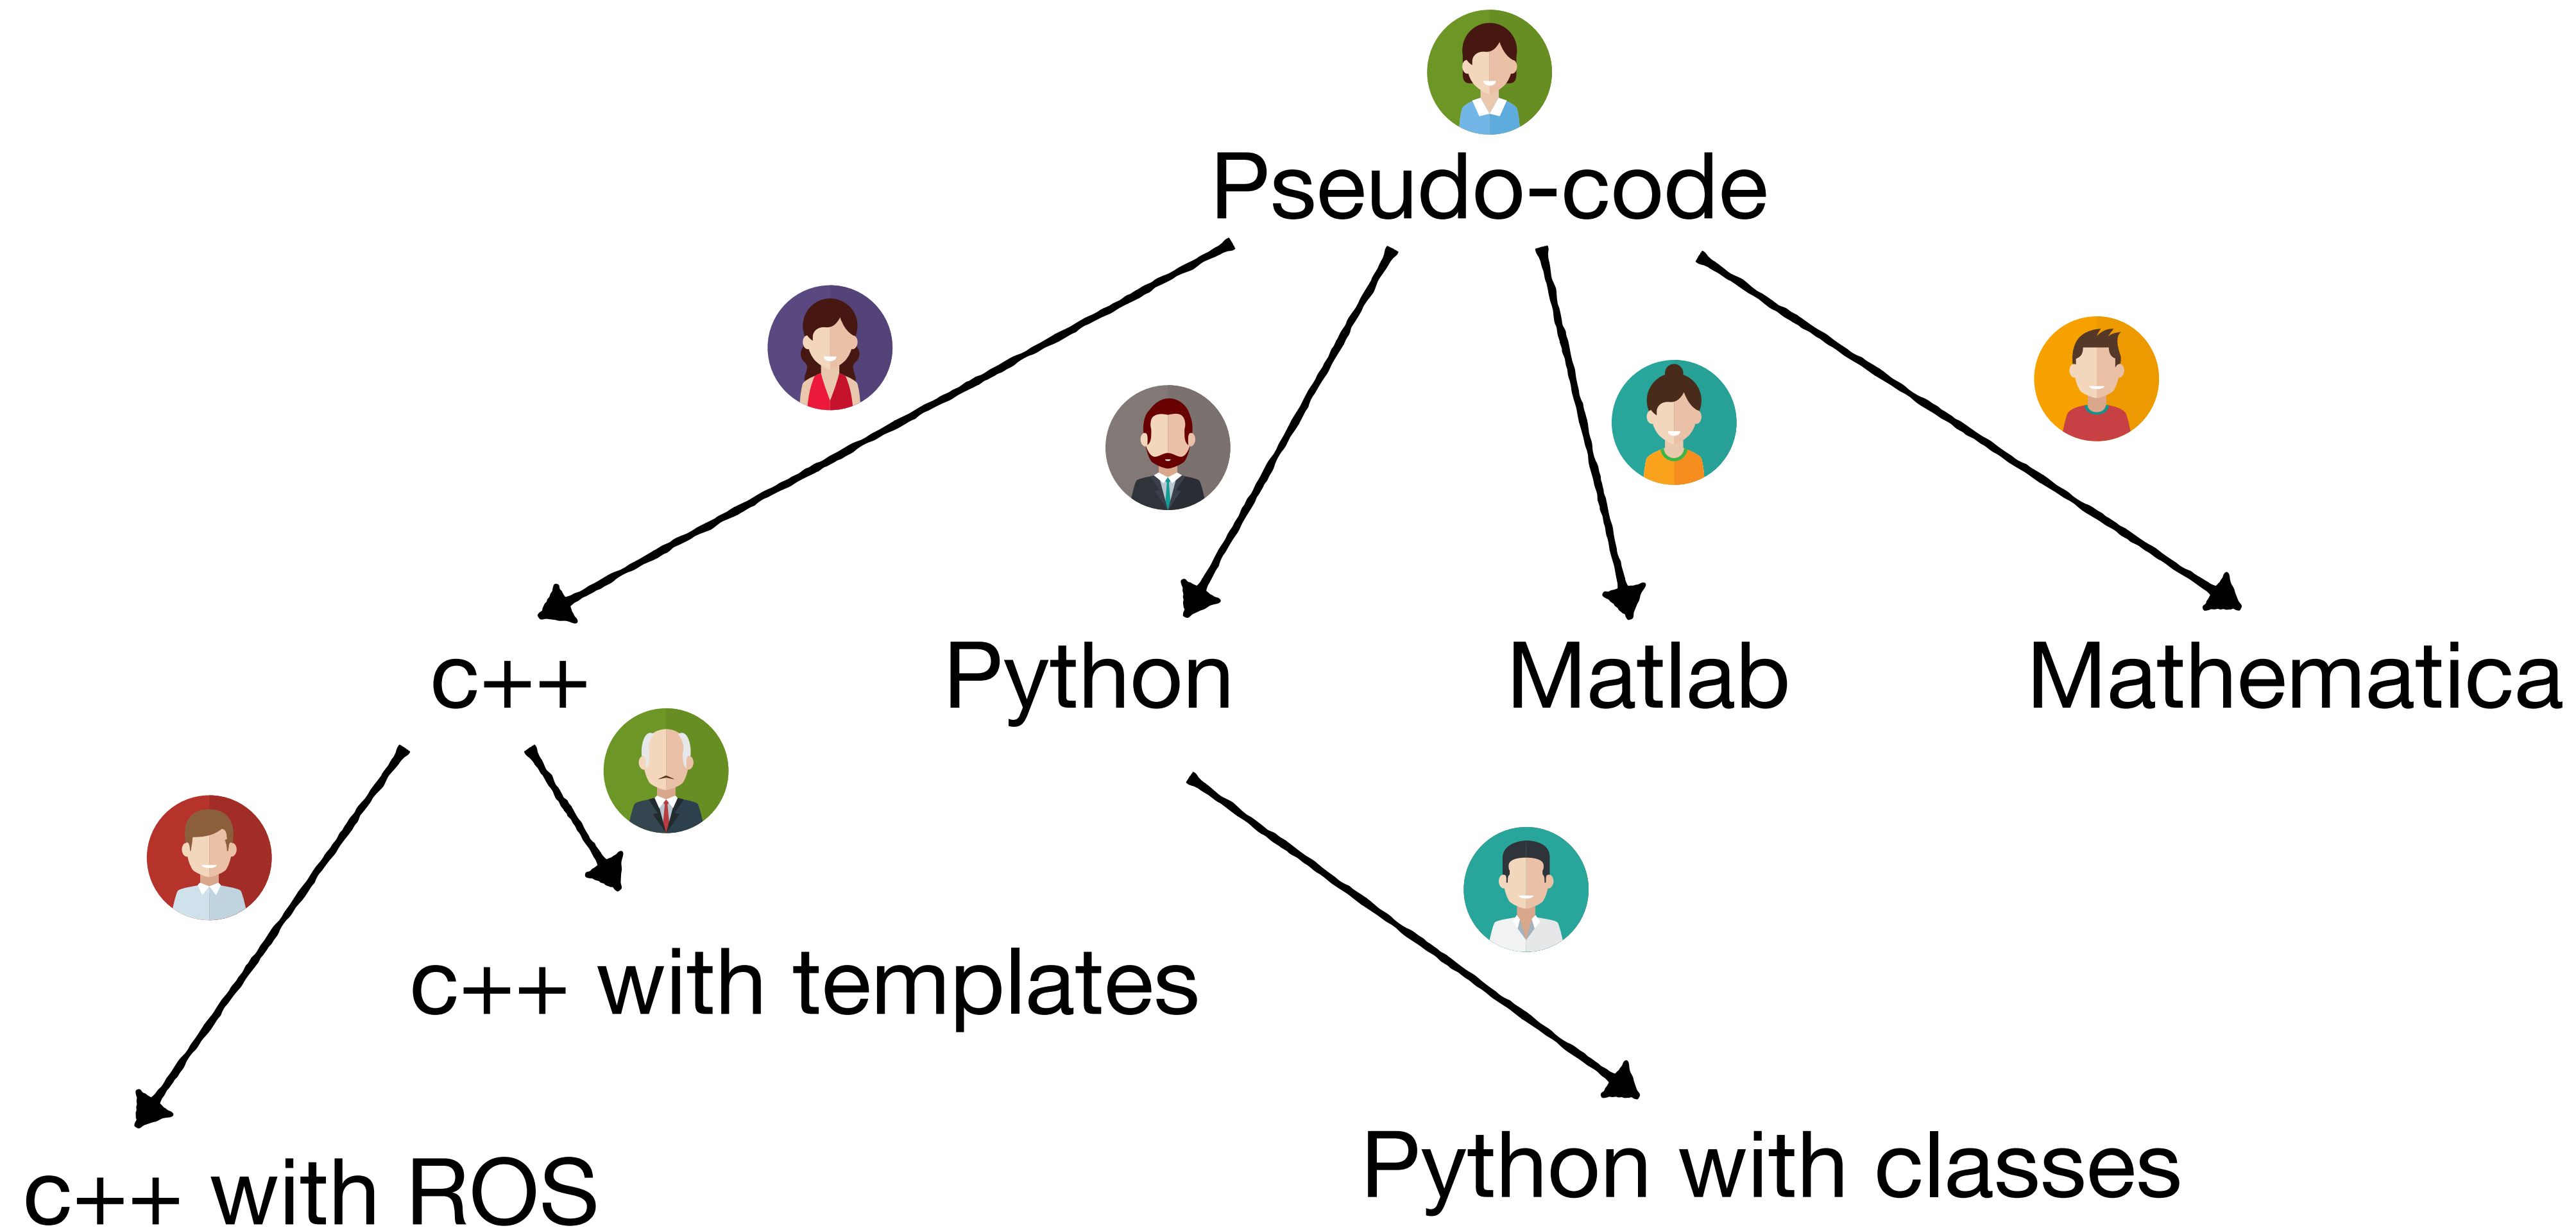 Pseudo-code
c++
Python
Matlab
Mathematica
c++ with templates
Python with classes
c++ with ROS